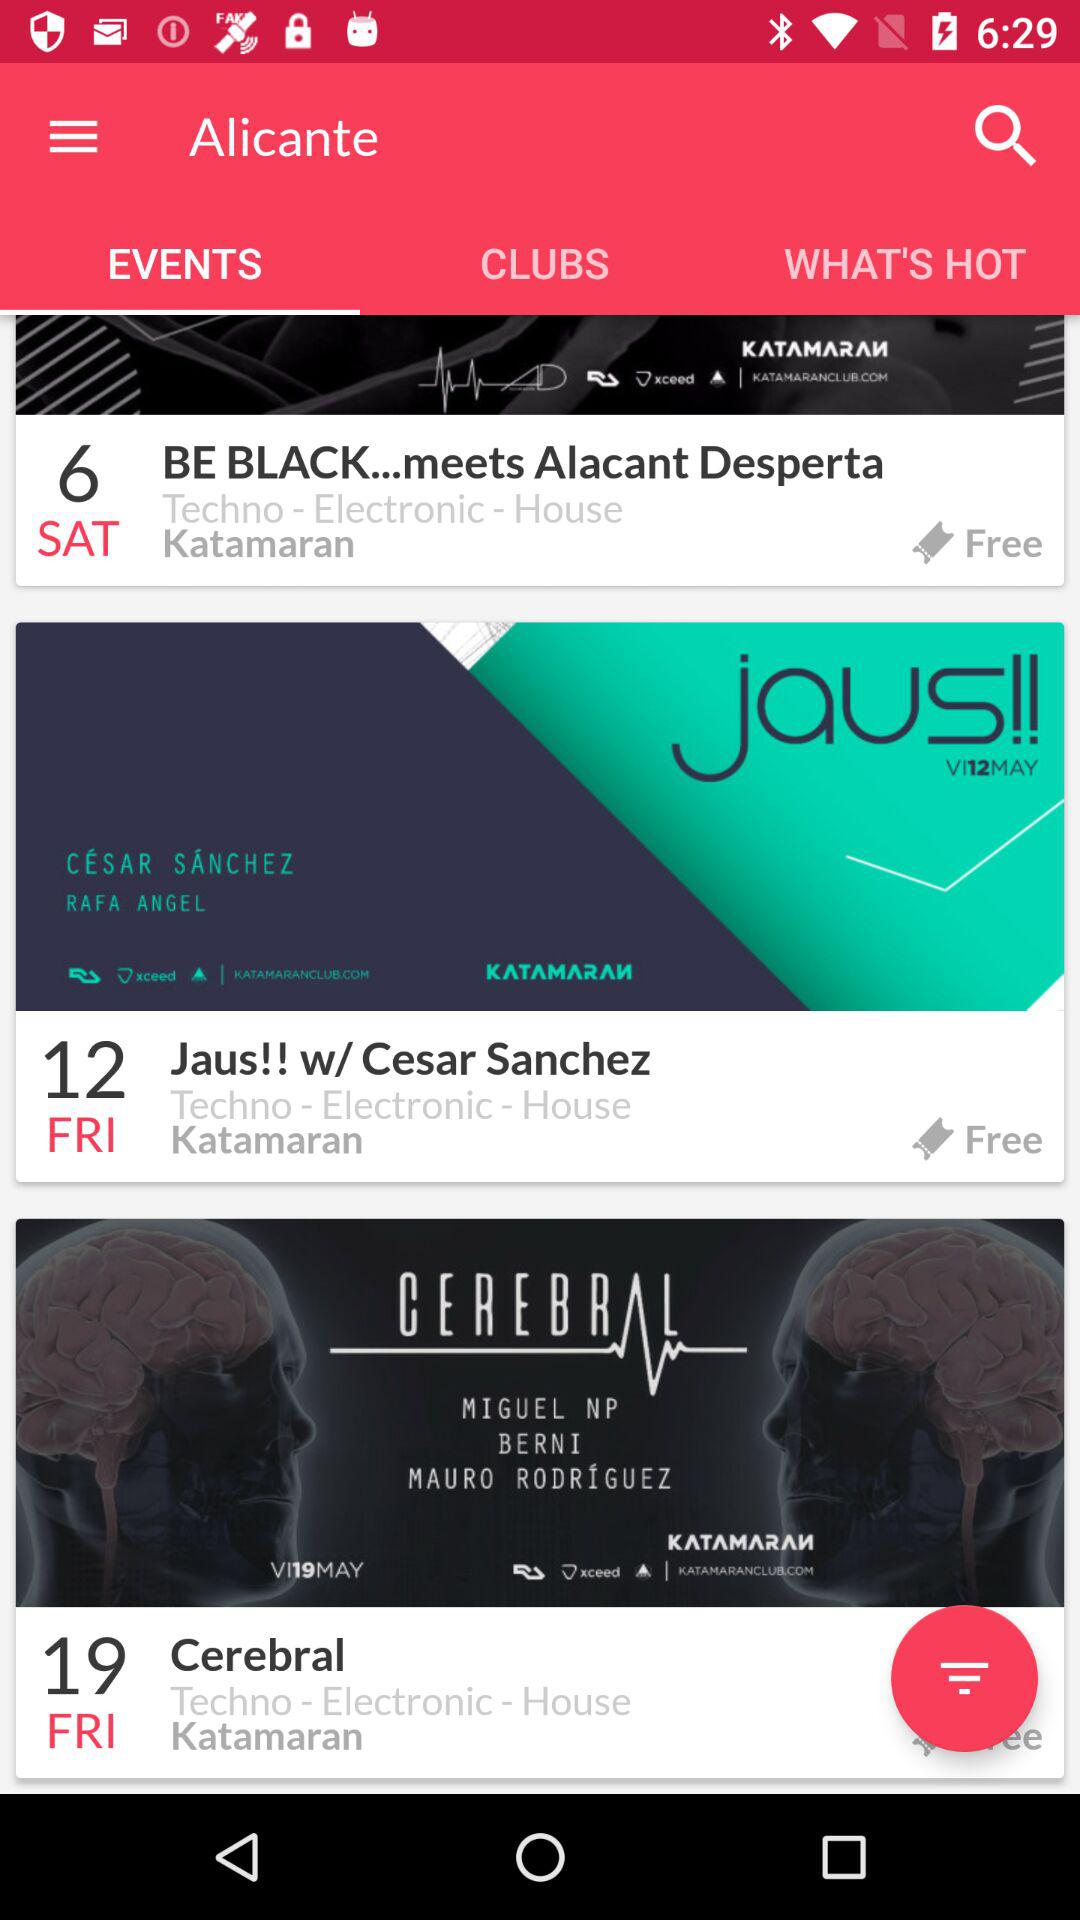 FAKE
6:29
Alicante
EVENTS
CLUBS
WHAT'S HOT
KATAMARAN
xceed
KATAMARANCLUB.COM
6
SAT
BE BLACK...meets Alacant Desperta
Techno - Electronic - House
Katamaran
Free
jaus!!
VI12MAY
CÉSAR SÁNCHEZ
RAFA ANGEL
xceed
KATAMARANCLUB.COM
KATAMARAN
12
FRI
Jaus!! w/ Cesar Sanchez
Techno - Electronic - House
Katamaran
Free
CEREBRAL
MIGUEL NP
BERNI
MAURO RODRÍGUEZ
KATAMARAN
VI19MAY
xceed
KATAMARANCLUB.COM
19
FRI
Cerebral
Techno - Electronic - House
Katamaran